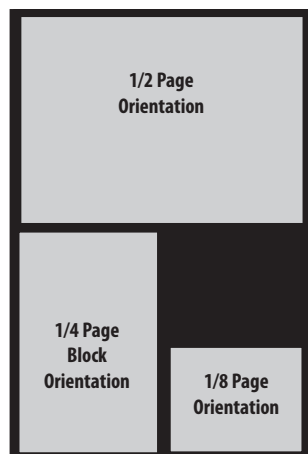 1/2 Page
Orientation
1/4 Page
Block
Orientation
1/8 Page
Orientation